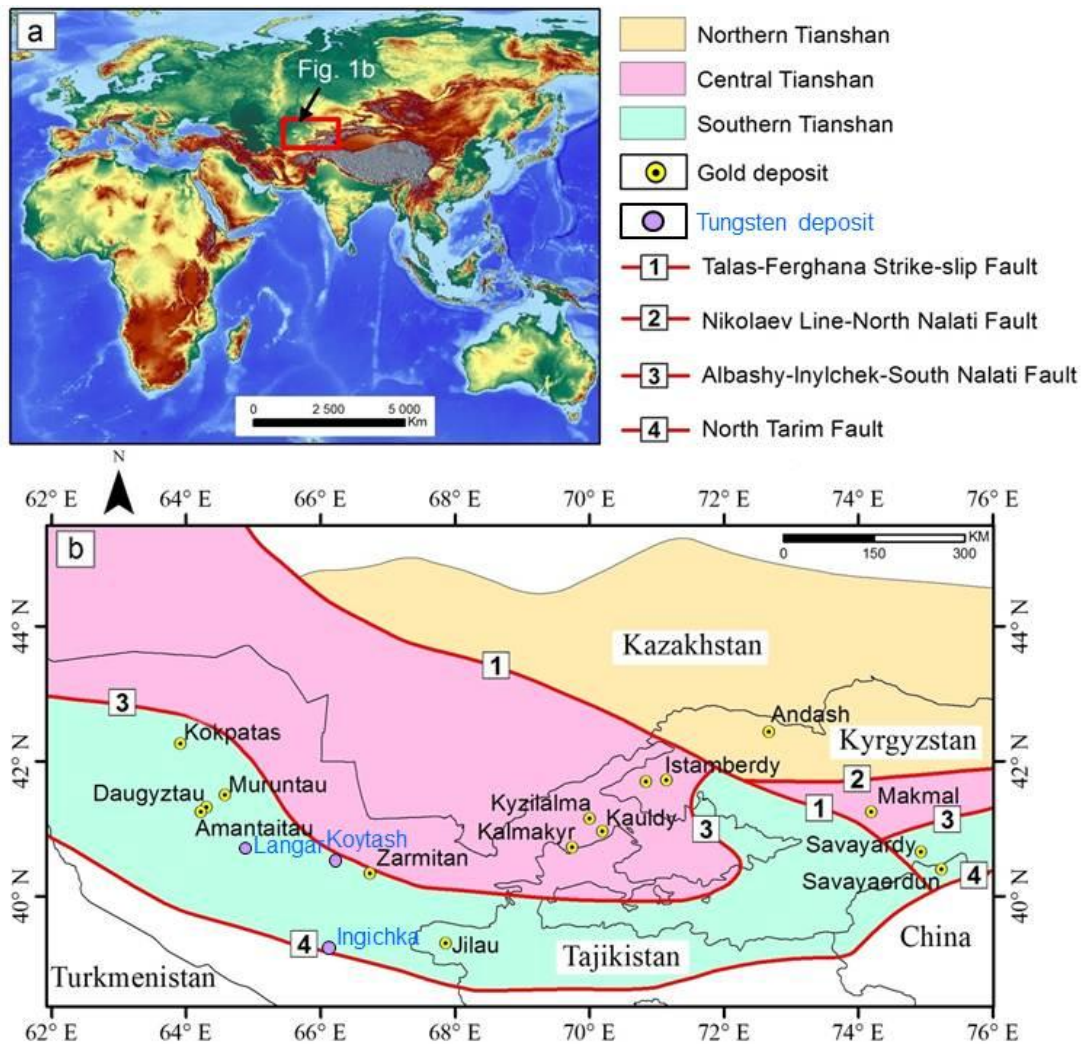 a
Fig. 1b
0 2 500 5 000
Km
Northern Tianshan
Central Tianshan
Southern Tianshan
Gold deposit
Tungsten deposit
1 Talas-Ferghana Strike-slip Fault
2 Nikolaev Line-North Nalati Fault
3 Albashy-Inylchek-South Nalati Fault
4 North Tarim Fault
N
62° E 64° E 66° E 68° E 70° E 72° E 74° E 76° E
b
KM
0 150 300
44° N
44° N
Kazakhstan
1
3
Andash
Kokpatas
Kyrgyzstan
42° N
42° N
Istamberdy
2
Muruntau
Daugyztau
Makmal
Kyzilalma
1
Amantaitau
Kauldy
3
Kalmakyr
3
Langar
Koytash
Zarmitan
Savayardy
Savayaerdun
4
40° N
40° N
Ingichka
4
Jilau
Tajikistan
China
Turkmenistan
62° E 64° E 66° E 68° E 70° E 72° E 74° E 76° E